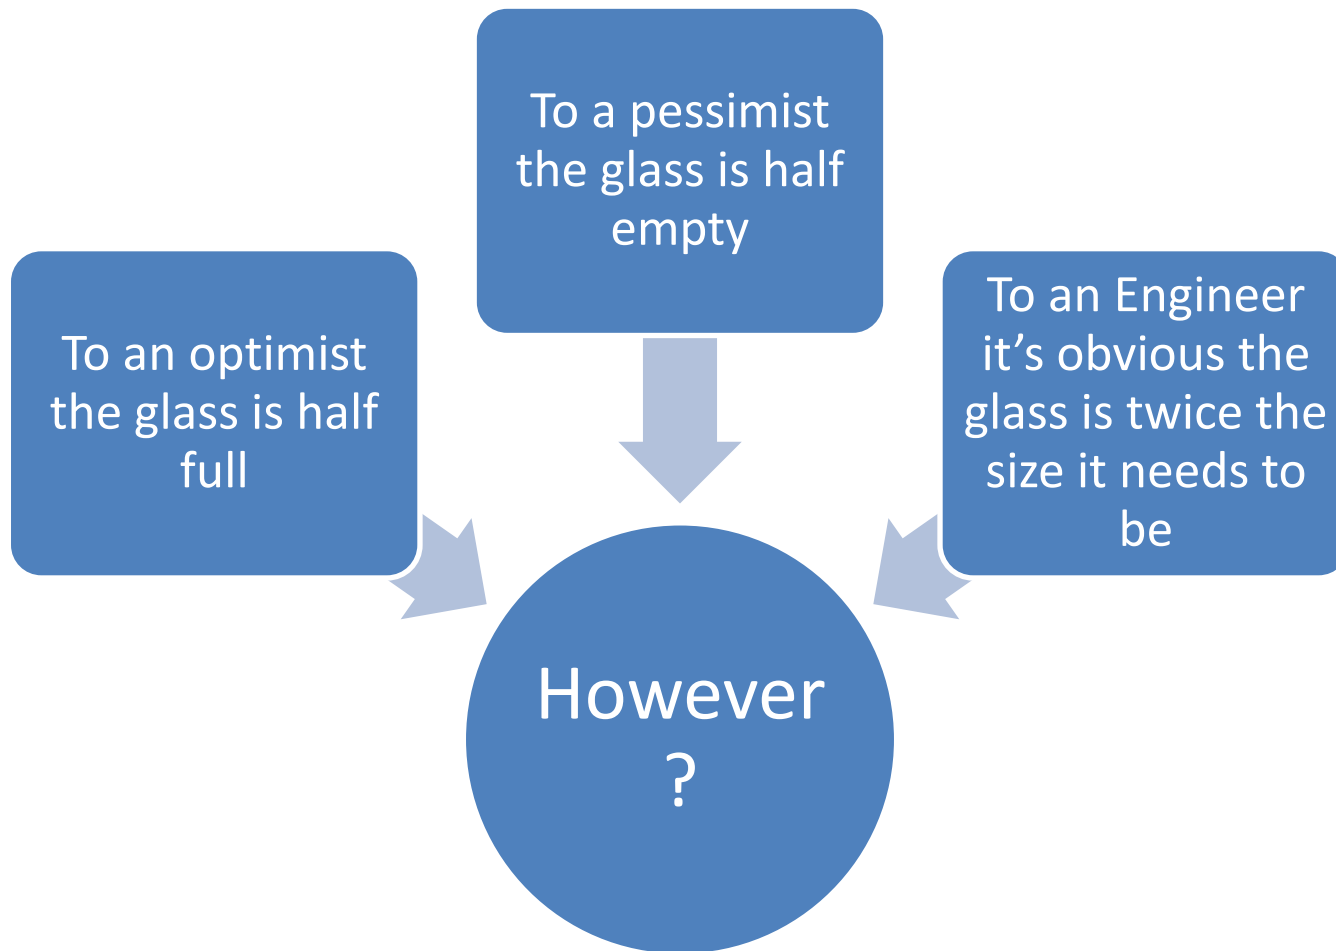 To an optimist
the glass is half
full
To a pessimist
the glass is half
empty
To an Engineer
it’s obvious the
glass is twice the
size it needs to
be
However
?